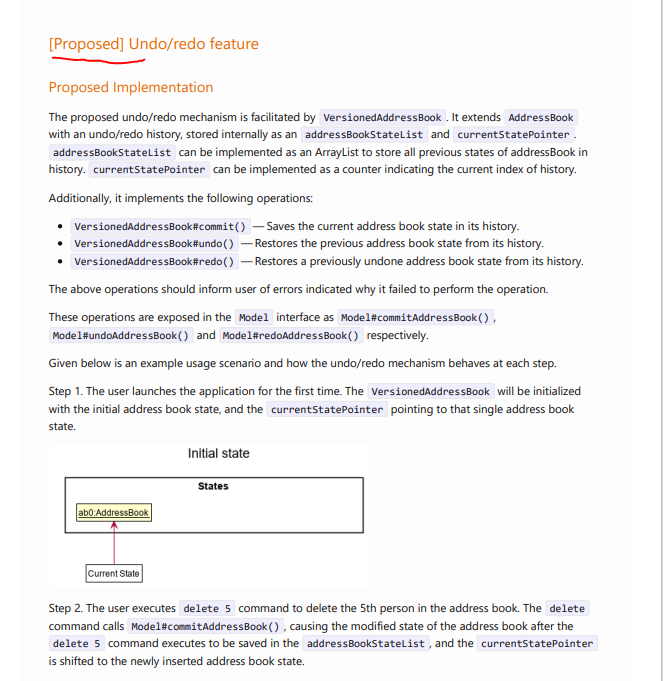 [Proposed] Undo/redo feature
Proposed Implementation
The proposed undo/redo mechanism is facilitated by VersionedAddressBook . It extends AddressBook
with an undo/redo history, stored internally as an addressBookStateList and currentStatePointer .
addressBookStateList can be implemented as an ArrayList to store all previous states of addressBook in
history. currentStatePointer can be implemented as a counter indicating the current index of history.
Additionally, it implements the following operations:
• VersionedAddressBook#commit() — Saves the current address book state in its history.
• VersionedAddressBook#undo() — Restores the previous address book state from its history.
• VersionedAddressBook#redo() — Restores a previously undone address book state from its history.
The above operations should inform user of errors indicated why it failed to perform the operation.
These operations are exposed in the Model interface as Model#commitAddressBook() ,
Model#undoAddressBook() and Model#redoAddressBook() respectively.
Given below is an example usage scenario and how the undo/redo mechanism behaves at each step.
Step 1. The user launches the application for the first time. The VersionedAddressBook will be initialized
with the initial address book state, and the currentStatePointer pointing to that single address book
state.
Initial state
States
ab0:AddressBook
Current State
Step 2. The user executes delete 5 command to delete the 5th person in the address book. The delete
command calls Model#commitAddressBook() , causing the modified state of the address book after the
delete 5 command executes to be saved in the addressBookStateList , and the currentStatePointer
is shifted to the newly inserted address book state.